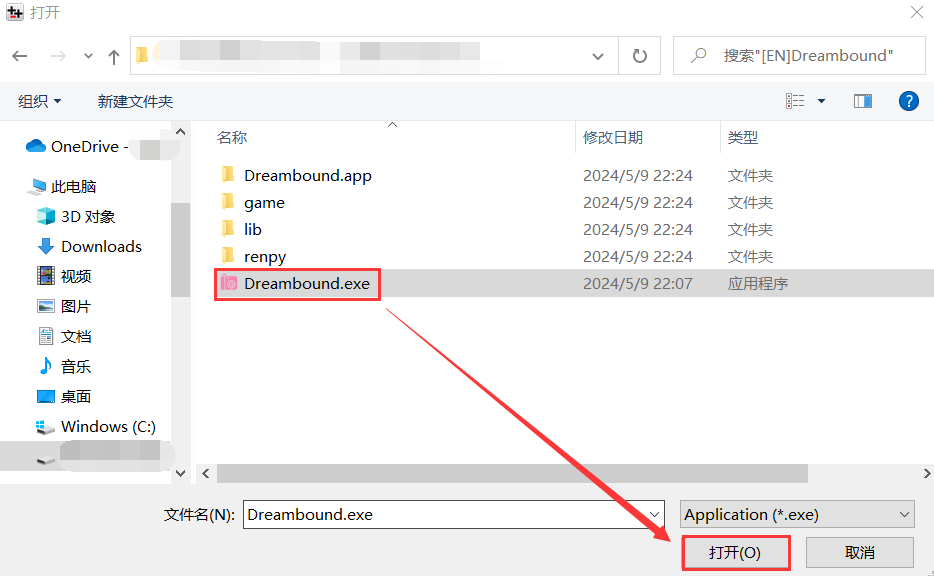 打开
搜索"[EN]Dreambound"
组织
新建文件夹
?
OneDrive -
此电脑
3D 对象
Downloads
视频
图片
文档
音乐
桌面
Windows (C:)
名称
修改日期
类型
Dreambound.app
2024/5/9 22:24
文件夹
game
2024/5/9 22:24
文件夹
lib
2024/5/9 22:24
文件夹
renpy
2024/5/9 22:24
文件夹
Dreambound.exe
2024/5/9 22:07
应用程序
文件名(N):
Dreambound.exe
Application (*.exe)
打开(O)
取消